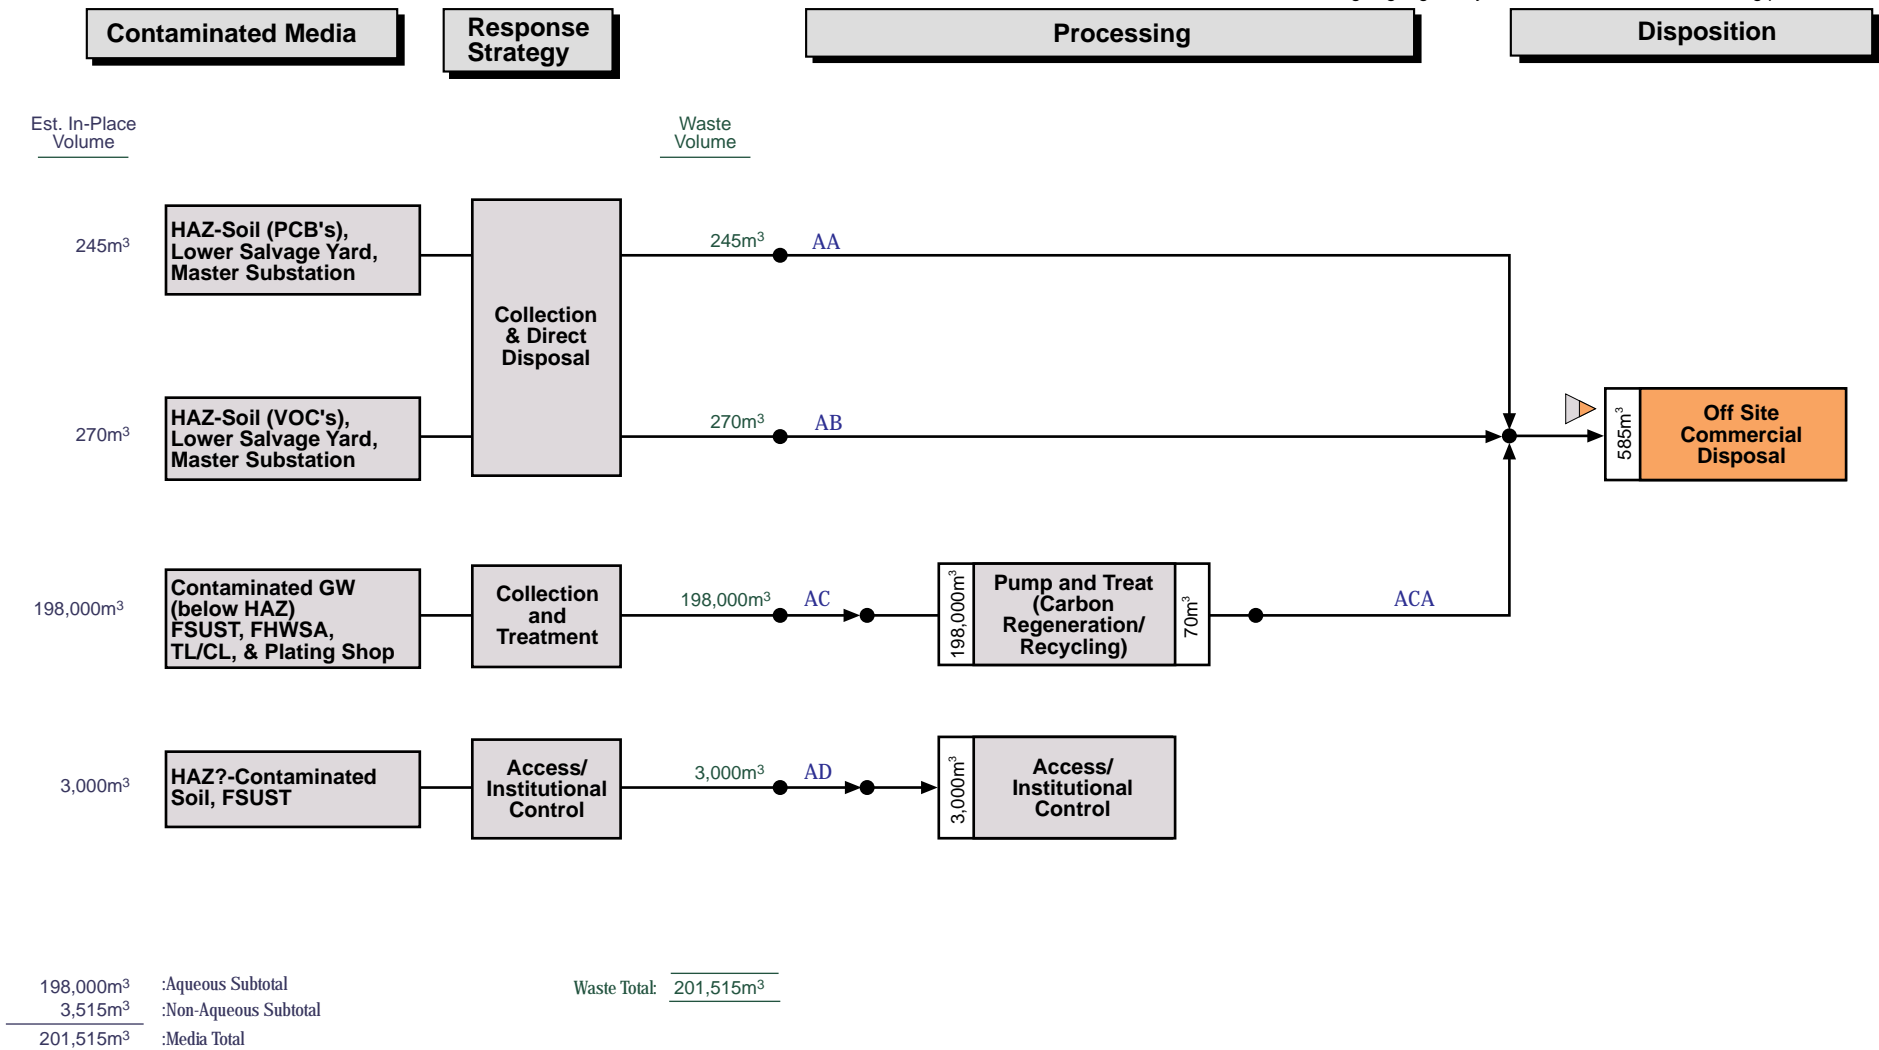 Contaminated Media
Response
Strategy
Processing
Disposition
Est. In-Place
Volume
Waste
Volume
245m³
HAZ-Soil (PCB's),
Lower Salvage Yard,
Master Substation
Collection
& Direct
Disposal
245m³
AA
270m³
HAZ-Soil (VOC's),
Lower Salvage Yard,
Master Substation
270m³
AB
585m³
Off Site
Commercial
Disposal
198,000m³
Contaminated GW
(below HAZ)
FSUST, FHWSA,
TL/CL, & Plating Shop
Collection
and
Treatment
198,000m³
AC
198,000m³
Pump and Treat
(Carbon
Regeneration/
Recycling)
70m³
ACA
3,000m³
HAZ?-Contaminated
Soil, FSUST
Access/
Institutional
Control
3,000m³
AD
3,000m³
Access/
Institutional
Control
198,000m³ :Aqueous Subtotal
3,515m³ :Non-Aqueous Subtotal
201,515m³ :Media Total
Waste Total: 201,515m³